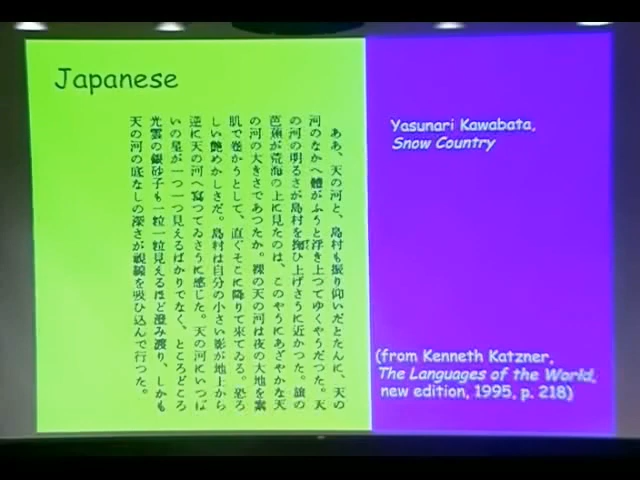 Japanese
ああ、天の河と、島村も振り仰いだとたんに、天の
河のなかへ體がふうと浮き上つてゆくやうだつた。天
の河の明るさが島村を掬ひ上げさうに近かつた。旅の
芭蕉が荒海の上に見たのは、このやうにあざやかな天
の河の大きさであつたか。裸の天の河は夜の大地を素
肌で巻かうとして、直ぐそこに降りて来てゐる。恐ろ
しい艶めかしさだ。島村は自分の小さい影が地上から
逆に天の河へ寫つてゐさうに感じた。天の河にいつぱ
いの星が一つ一つ見えるばかりでなく、ところどころ
光雲の銀砂子も一粒一粒見えるほど澄み渡り、しかも
天の河の底なしの深さが視線を吸ひ込んで行つた。
Yasunari Kawabata,
Snow Country
(from Kenneth Katzner,
The Languages of the World,
new edition, 1995, p. 218)